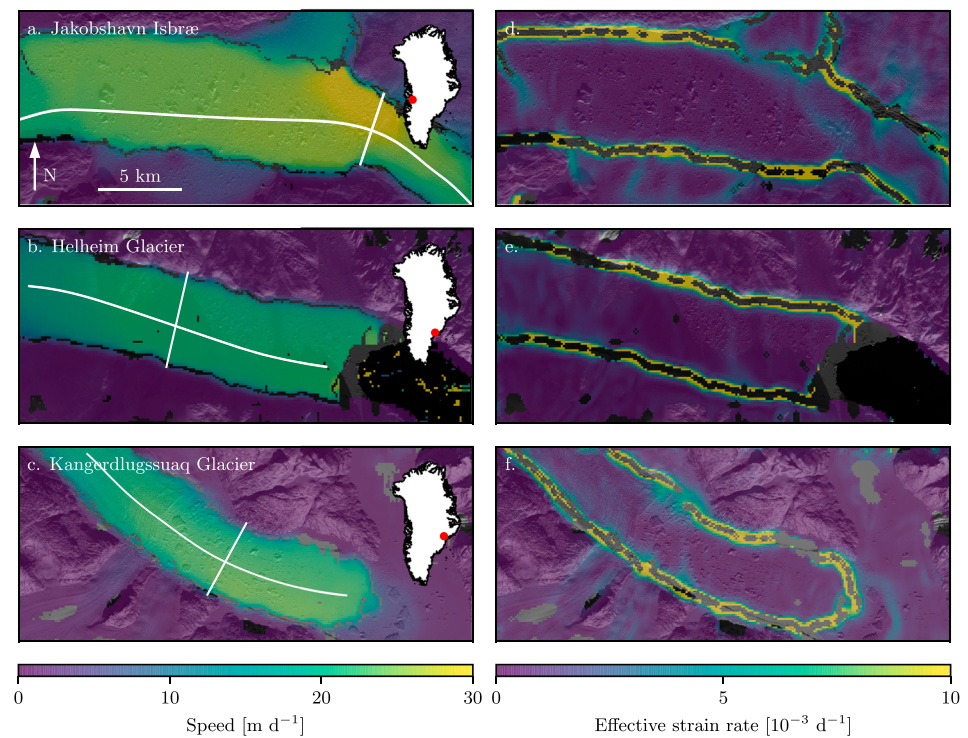 a. Jakobshavn Isbræ
d.
N
5 km
b. Helheim Glacier
e.
c. Kangerdlugssuaq Glacier
f.
0 10 20 30
0 5 10
Speed [m d⁻¹]
Effective strain rate [10⁻³ d⁻¹]